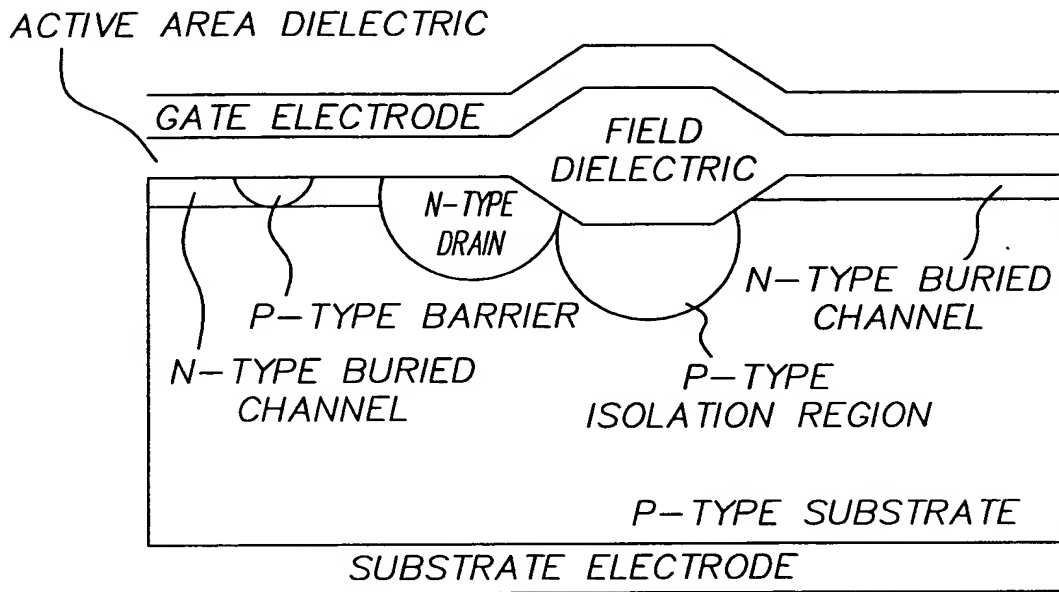 ACTIVE AREA DIELECTRIC
GATE ELECTRODE
FIELD
DIELECTRIC
N-TYPE
DRAIN
N-TYPE BURIED
CHANNEL
P-TYPE BARRIER
N-TYPE BURIED
CHANNEL
P-TYPE
ISOLATION REGION
P-TYPE SUBSTRATE
SUBSTRATE ELECTRODE